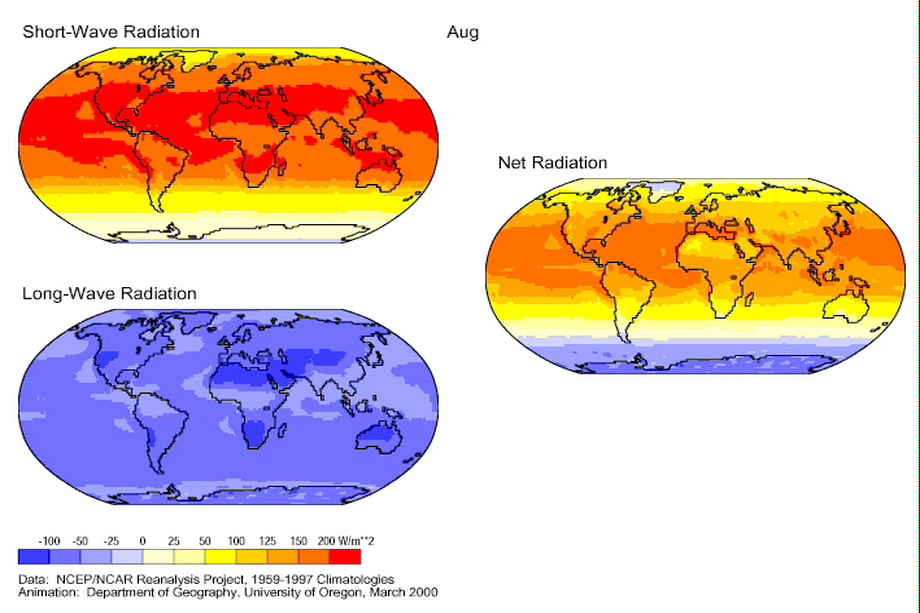 Short-Wave Radiation
Aug
Net Radiation
Long-Wave Radiation
-100 -50 -25 0 25 50 100 125 150 200 W/m**2
Data: NCEP/NCAR Reanalysis Project, 1959-1997 Climatologies
Animation: Department of Geography, University of Oregon, March 2000